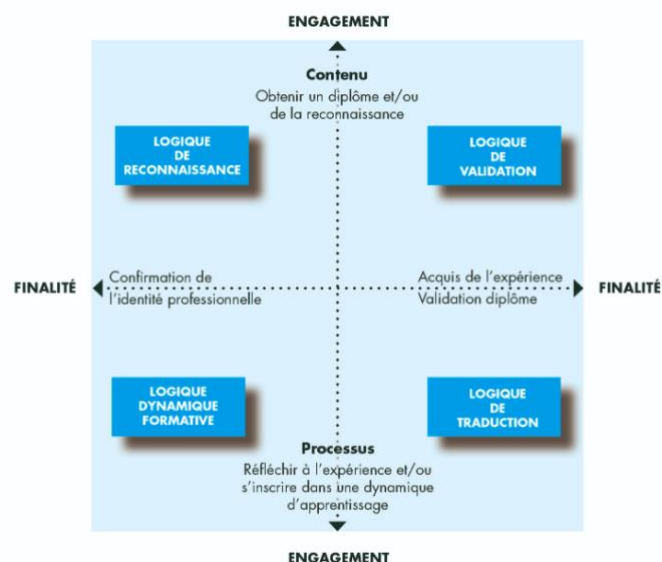 ENGAGEMENT
Contenu
Obtenir un diplôme et/ou
de la reconnaissance
LOGIQUE
DE
RECONNAISSANCE
LOGIQUE
DE
VALIDATION
FINALITÉ
Confirmation de
l'identité professionnelle
Acquis de l'expérience
Validation diplôme
FINALITÉ
LOGIQUE
DYNAMIQUE
FORMATIVE
LOGIQUE
DE
TRADUCTION
Processus
Réfléchir à l'expérience et/ou
s'inscrire dans une dynamique
d'apprentissage
ENGAGEMENT